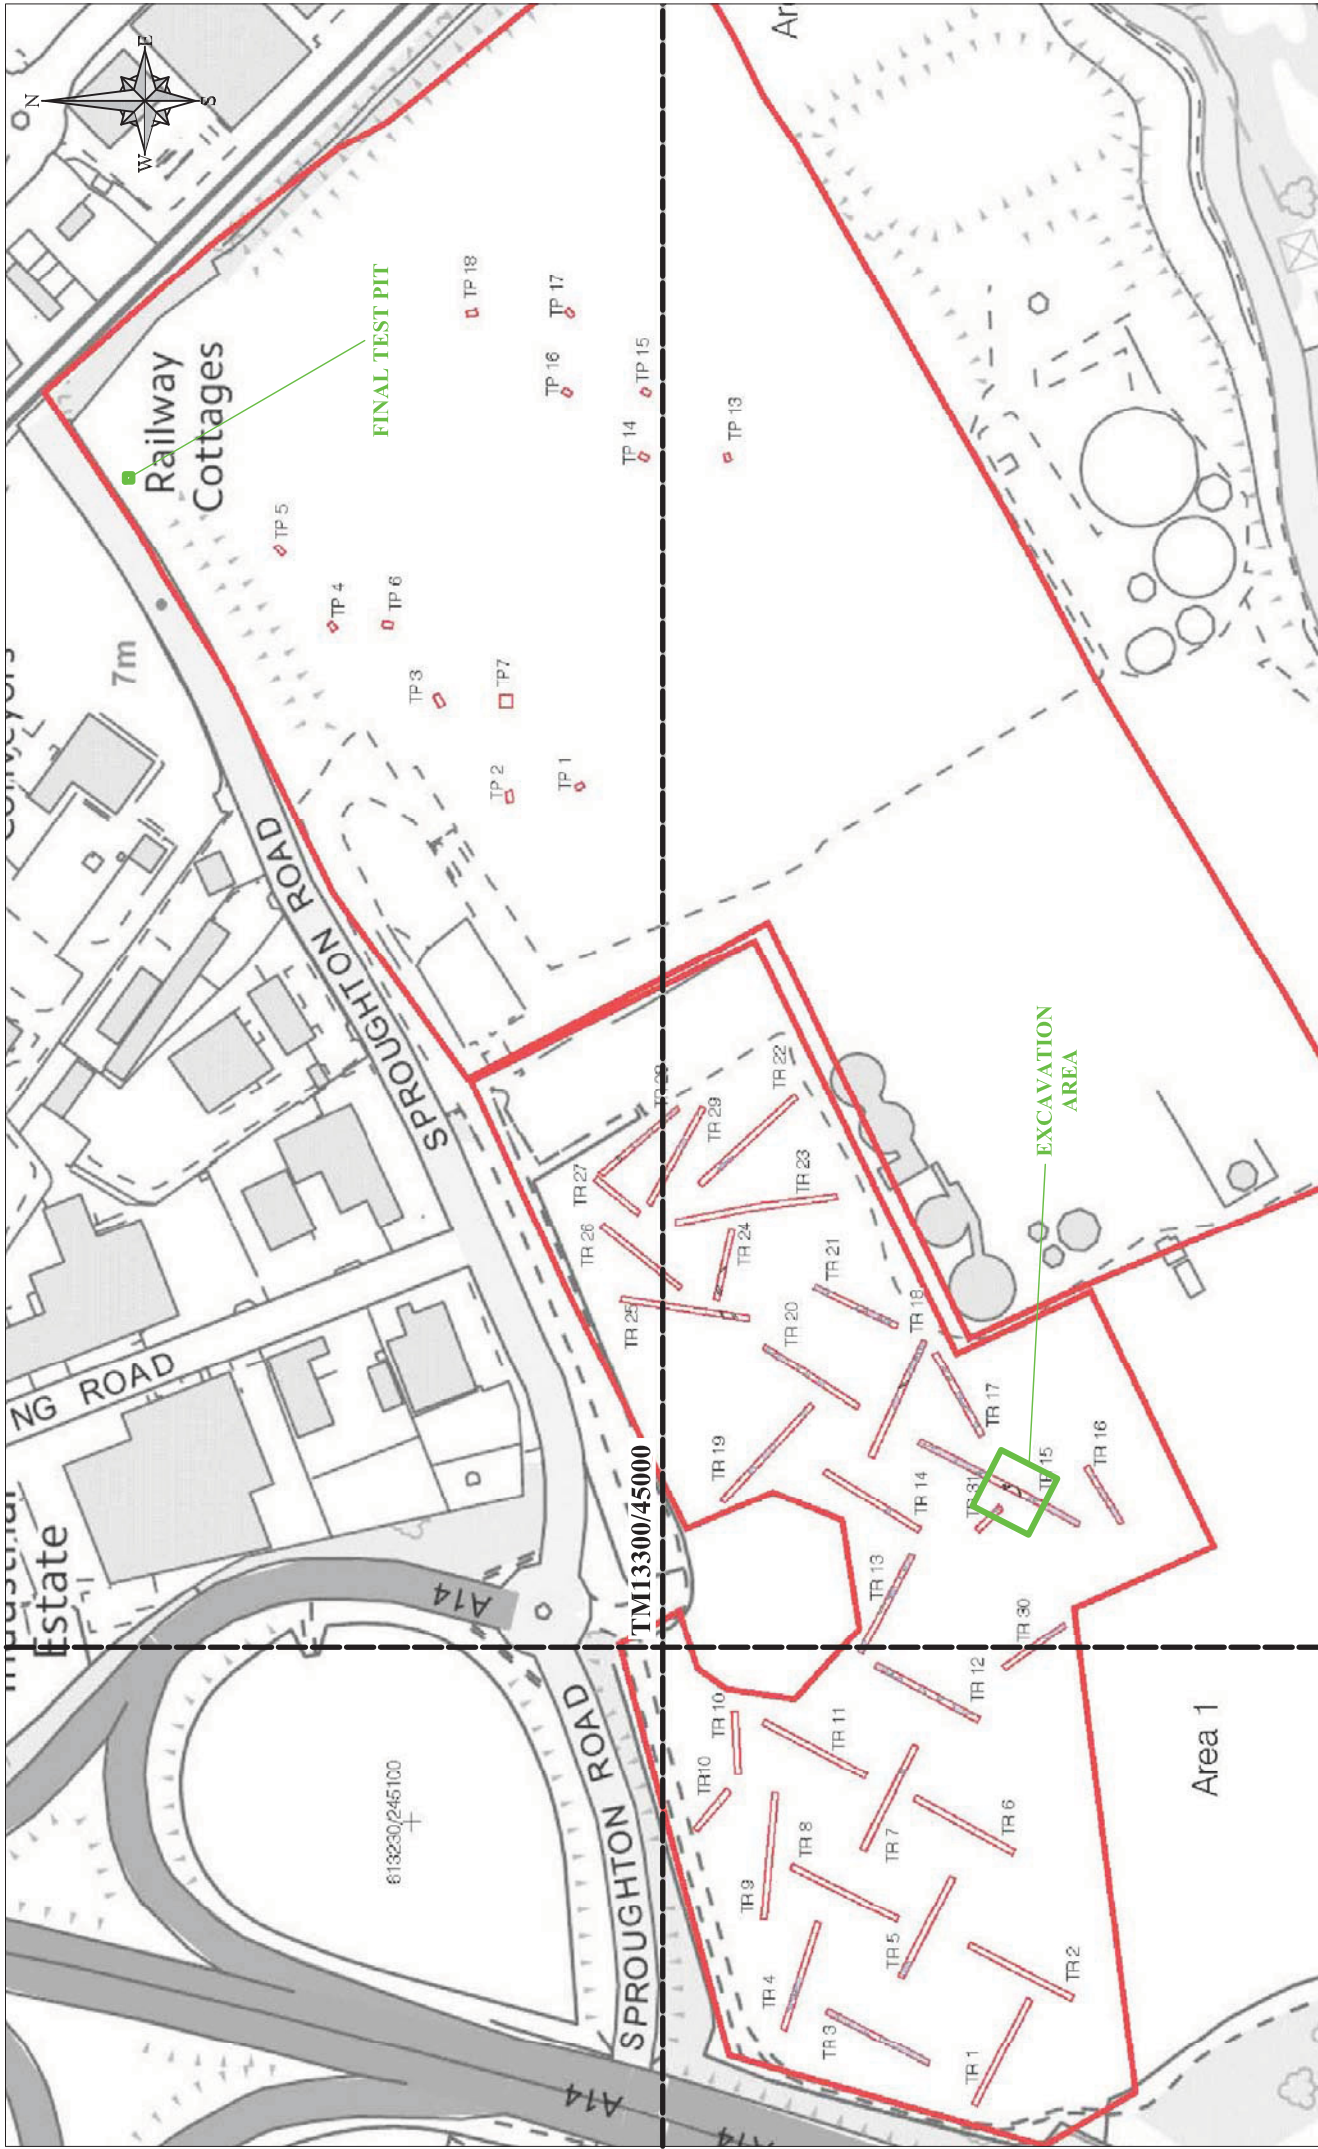 N
E
S
W
Railway
Cottages
FINAL TEST PIT
7m
TP 18
TP 17
TP 16
TP 15
TP 14
TP 13
TP 5
TP 4
TP 6
TP 3
TP7
TP 2
TP 1
SPROUGHTON ROAD
NG ROAD
Estate
D
A14
TM13300/45000
613230/245100
SPROUGHTON ROAD
A14
A14
EXCAVATION
AREA
TR 29
TR 22
TR 27
TR 23
TR 26
TR 24
TR 25
TR 21
TR 20
TR 18
TR 19
TR 17
TR 14
TR 31
TR 15
TR 16
TR 13
TR 30
TR 12
TR 10
TR 11
TR10
TR 6
TR 7
TR 8
TR 9
TR 5
TR 4
TR 2
TR 3
TR 1
Area 1